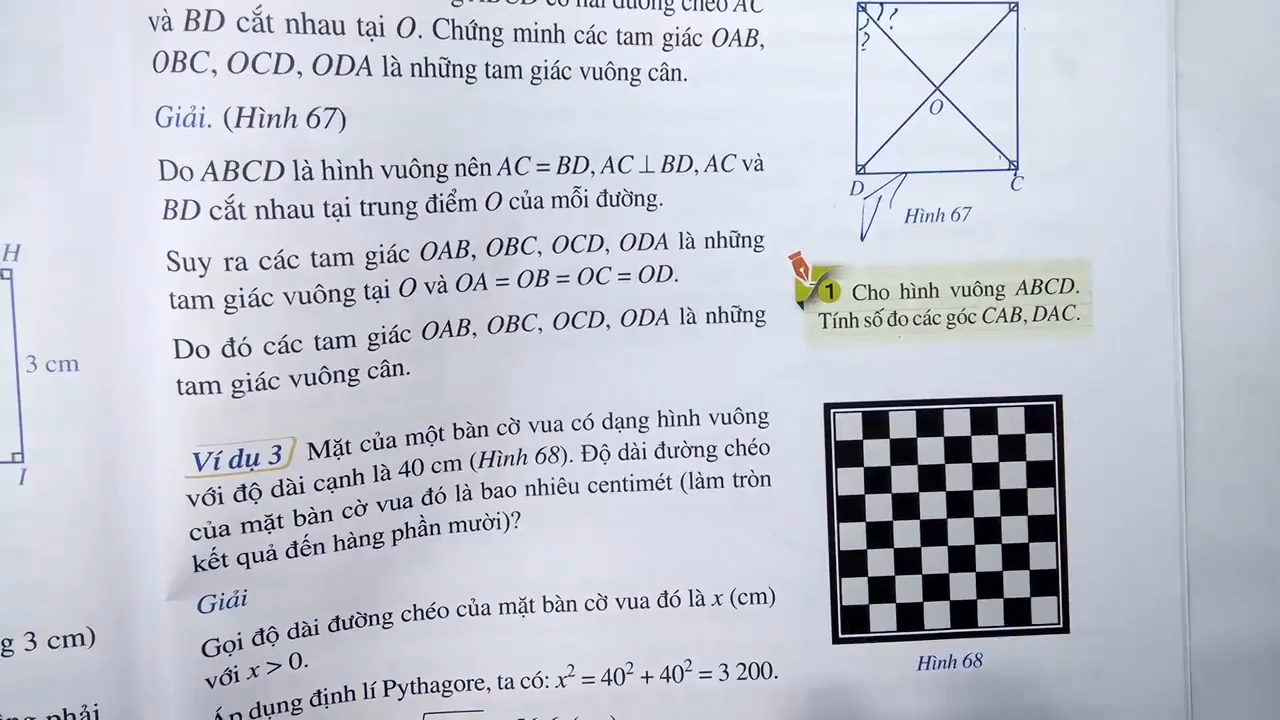 có hai đường chéo AC
và BD cắt nhau tại O. Chứng minh các tam giác OAB,
OBC, OCD, ODA là những tam giác vuông cân.
Giải. (Hình 67)
Do ABCD là hình vuông nên AC = BD, AC ⊥ BD, AC và
BD cắt nhau tại trung điểm O của mỗi đường.
Suy ra các tam giác OAB, OBC, OCD, ODA là những
tam giác vuông tại O và OA = OB = OC = OD.
Do đó các tam giác OAB, OBC, OCD, ODA là những
tam giác vuông cân.
Ví dụ 3 Mặt của một bàn cờ vua có dạng hình vuông
với độ dài cạnh là 40 cm (Hình 68). Độ dài đường chéo
của mặt bàn cờ vua đó là bao nhiêu centimét (làm tròn
kết quả đến hàng phần mười)?
Giải
Gọi độ dài đường chéo của mặt bàn cờ vua đó là x (cm)
với x > 0.
Áp dụng định lí Pythagore, ta có: x² = 40² + 40² = 3 200.
H
3 cm
I
g 3 cm)
phải
?
?
O
D
C
Hình 67
1 Cho hình vuông ABCD.
Tính số đo các góc CAB, DAC.
Hình 68